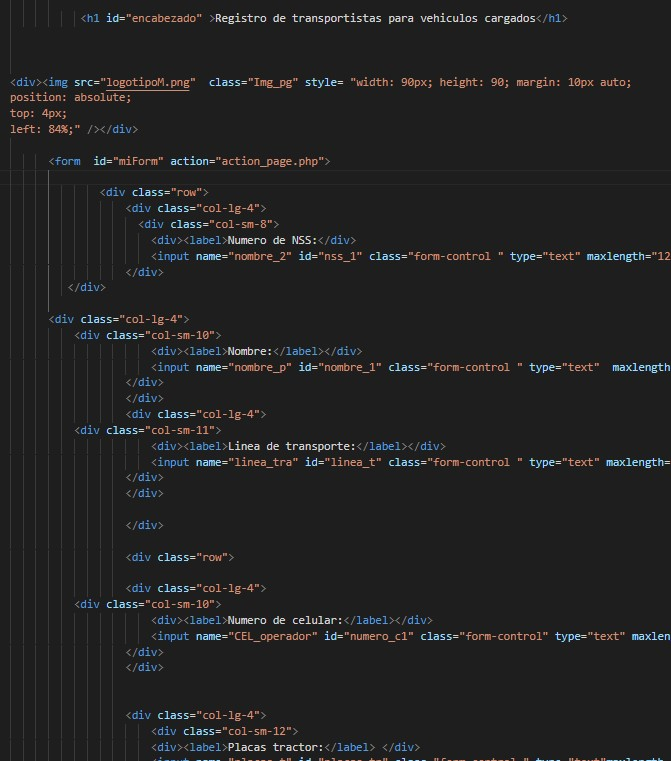 <h1 id="encabezado" >Registro de transportistas para vehiculos cargados</h1>
<div><img src="logotipoM.png"  class="Img_pg" style= "width: 90px; height: 90; margin: 10px auto;
position: absolute;
top: 4px;
left: 84%;" /></div>
<form  id="miForm" action="action_page.php">
<div class="row">
<div class="col-lg-4">
<div class="col-sm-8">
<div><label>Numero de NSS:</div>
<input name="nombre_2" id="nss_1" class="form-control " type="text" maxlength="12
</div>
</div>
<div class="col-lg-4">
<div class="col-sm-10">
<div><label>Nombre:</label></div>
<input name="nombre_p" id="nombre_1" class="form-control " type="text"  maxlength
</div>
</div>
<div class="col-lg-4">
<div class="col-sm-11">
<div><label>Linea de transporte:</label></div>
<input name="linea_tra" id="linea_t" class="form-control " type="text" maxlength=
</div>
</div>
</div>
<div class="row">
<div class="col-lg-4">
<div class="col-sm-10">
<div><label>Numero de celular:</label></div>
<input name="CEL_operador" id="numero_c1" class="form-control" type="text" maxlen
</div>
</div>
<div class="col-lg-4">
<div class="col-sm-12">
<div><label>Placas tractor:</label> </div>